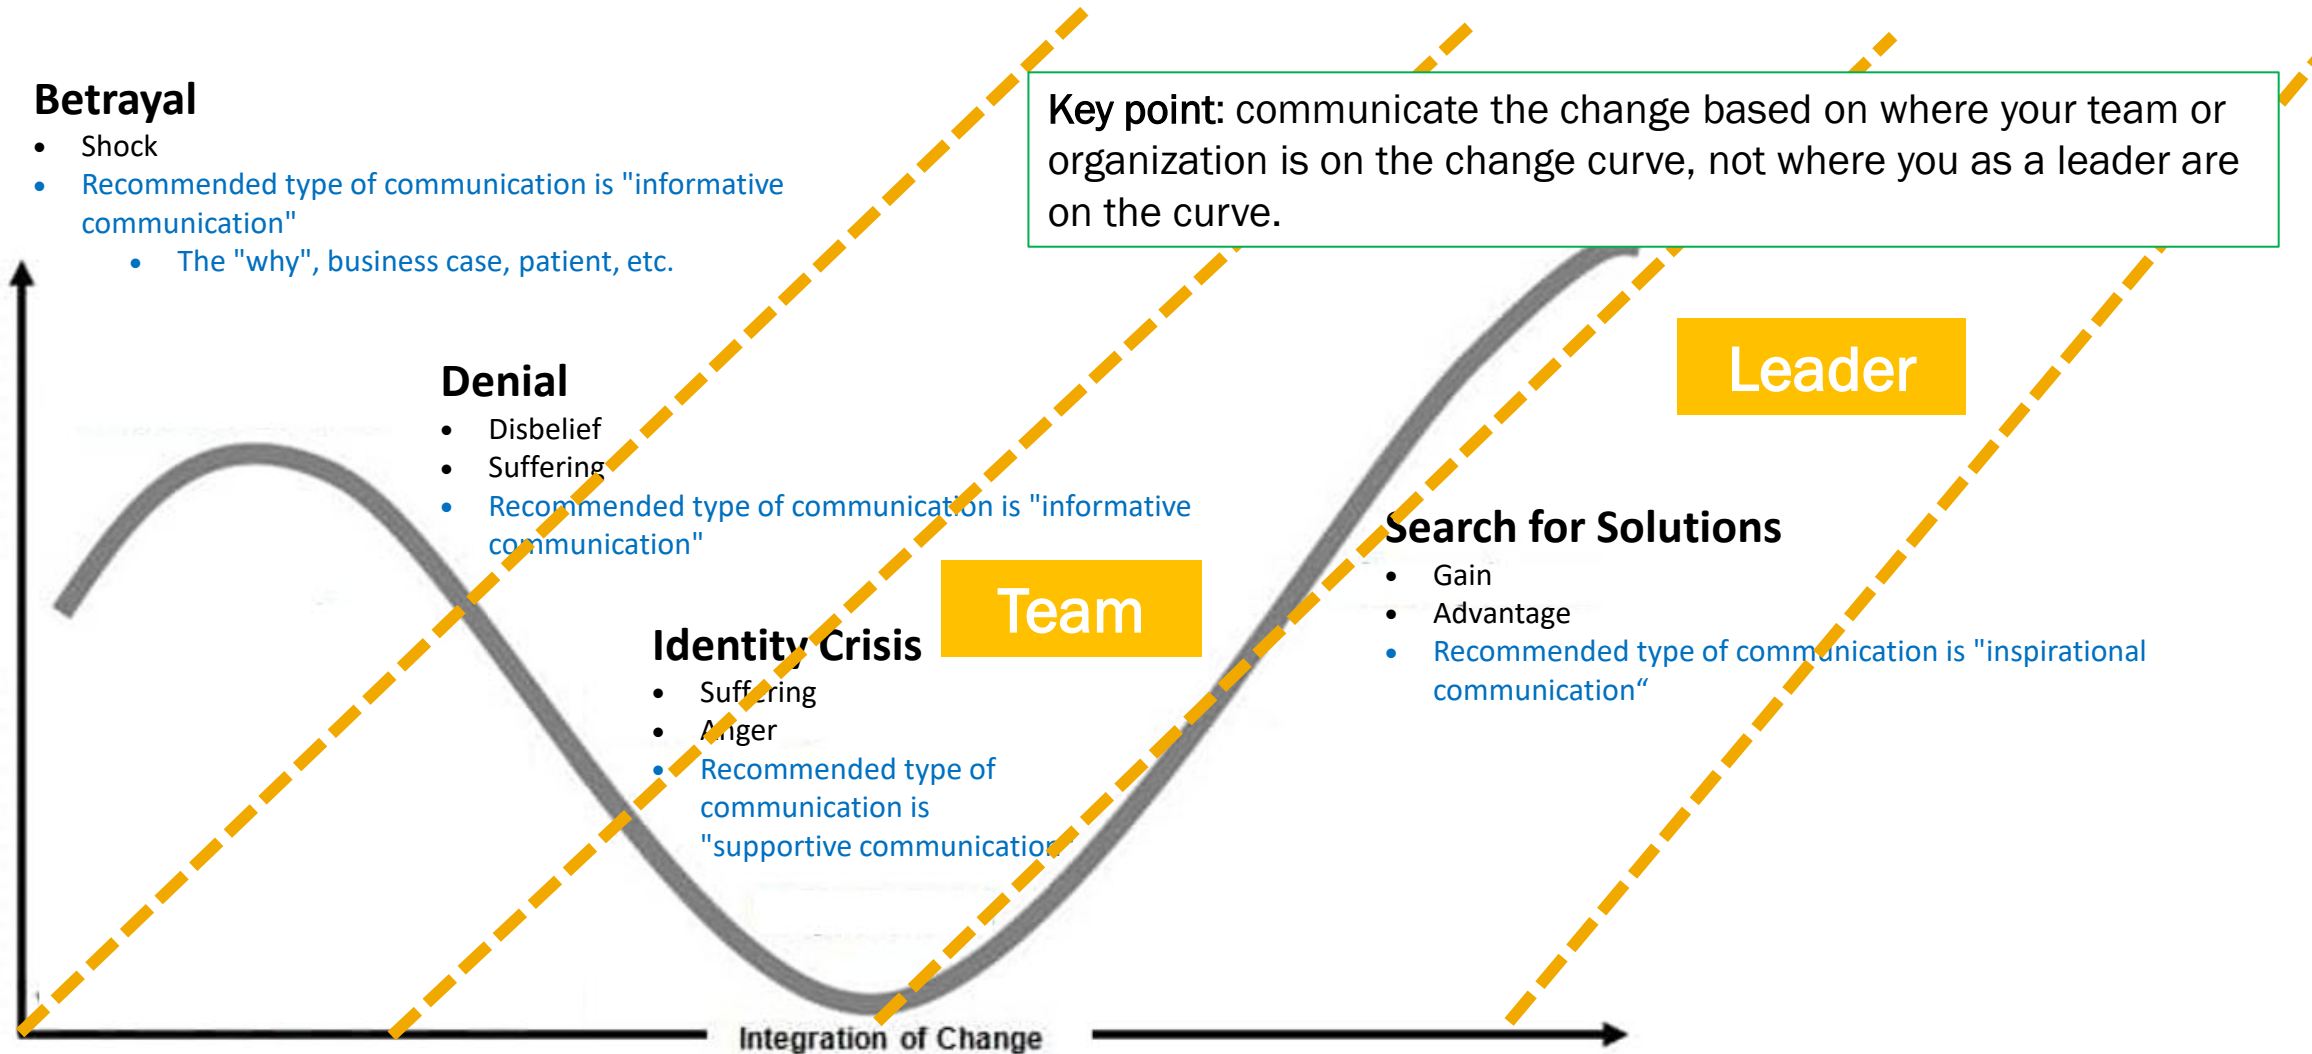 Betrayal
• Shock
• Recommended type of communication is "informative
communication"
• The "why", business case, patient, etc.
Key point: communicate the change based on where your team or
organization is on the change curve, not where you as a leader are
on the curve.
Denial
• Disbelief
• Suffering
• Recommended type of communication is "informative
communication"
Leader
Team
Identity Crisis
• Suffering
• Anger
• Recommended type of
communication is
"supportive communication"
Search for Solutions
• Gain
• Advantage
• Recommended type of communication is "inspirational
communication“
Integration of Change